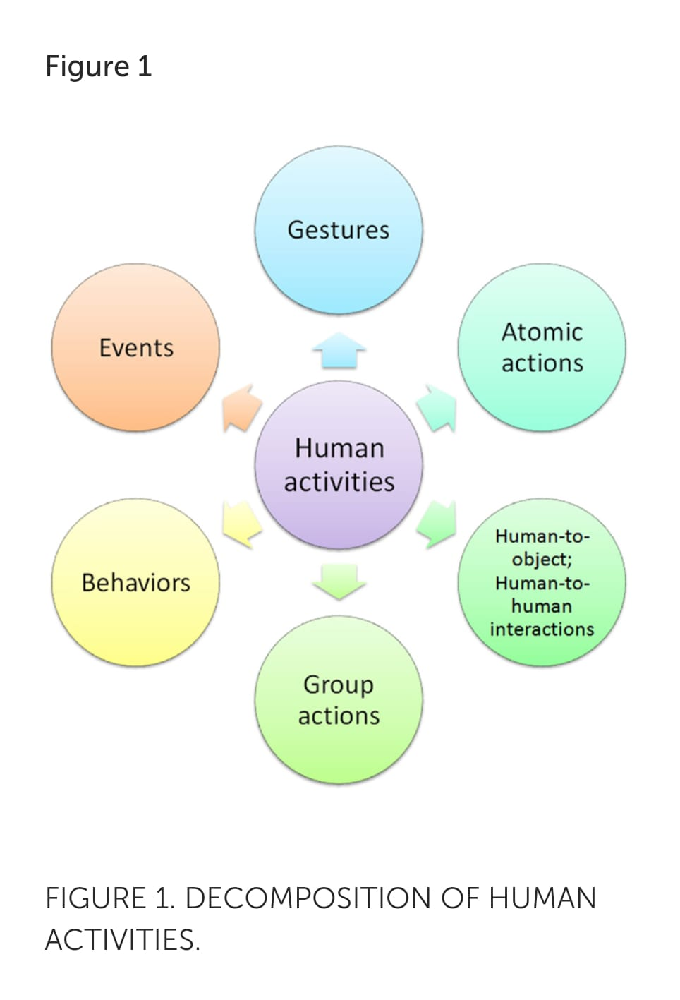 Figure 1
Gestures
Events
Atomic
actions
Human
activities
Behaviors
Human-to-
object;
Human-to-
human
interactions
Group
actions
FIGURE 1. DECOMPOSITION OF HUMAN
ACTIVITIES.